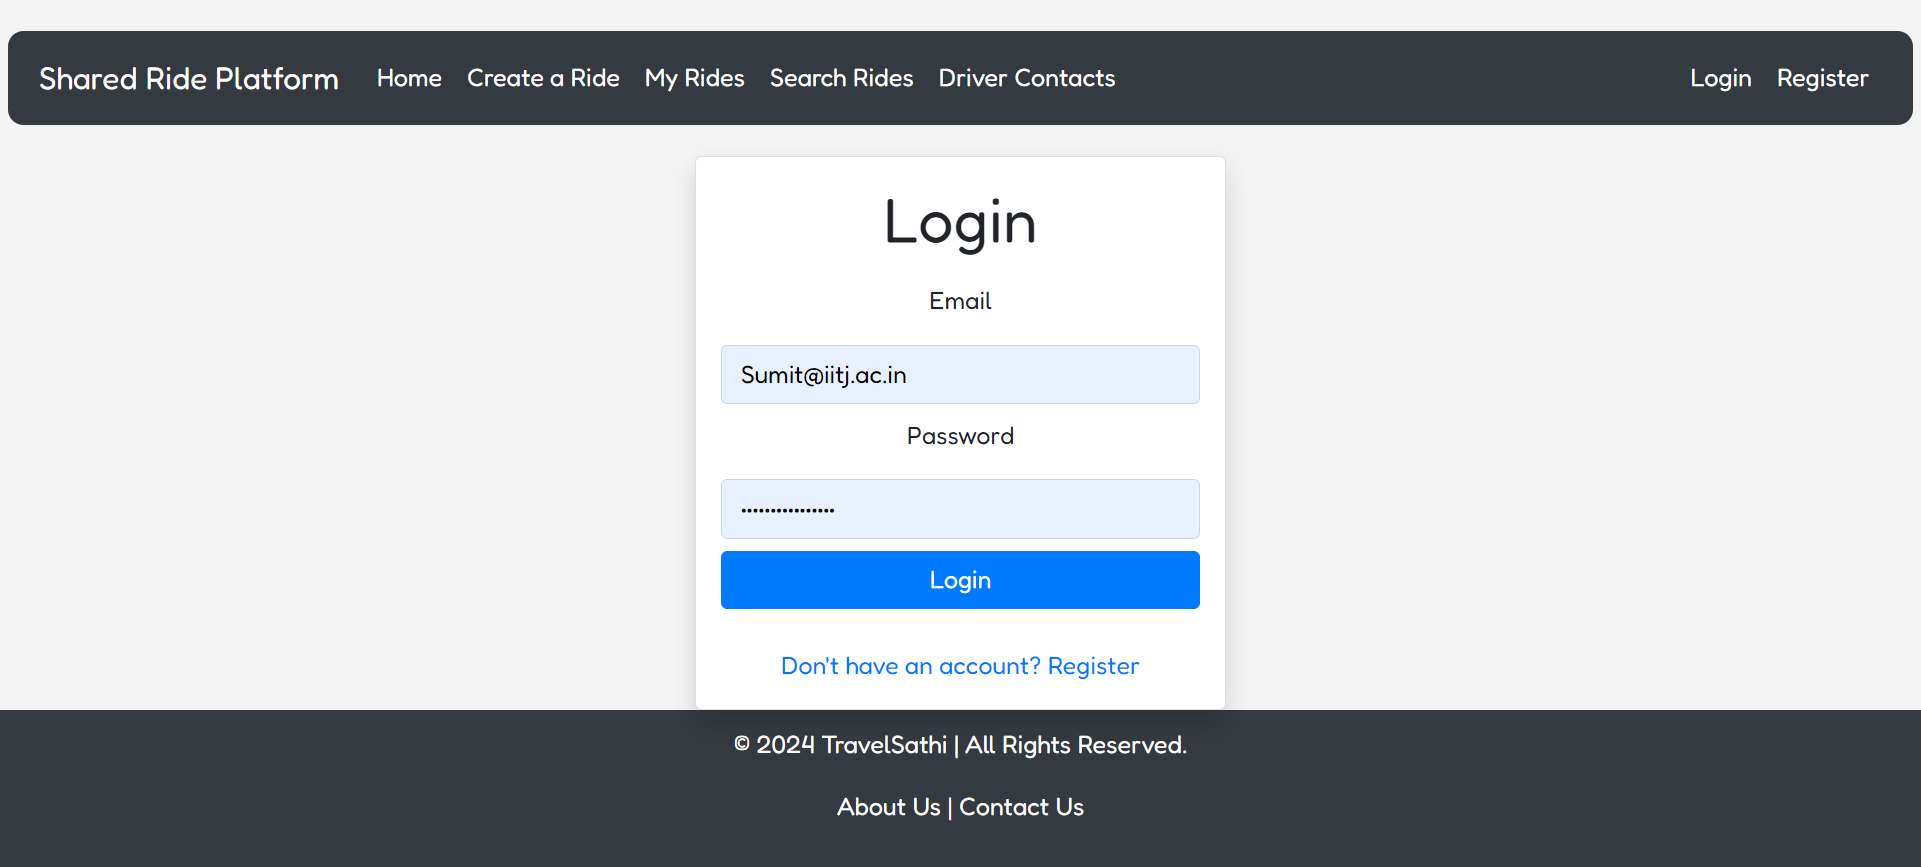 Shared Ride Platform Home Create a Ride My Rides Search Rides Driver Contacts Login Register
Login
Email
Sumit@iitj.ac.in
Password
••••••••••••••••
Login
Don't have an account? Register
© 2024 TravelSathi | All Rights Reserved.
About Us | Contact Us